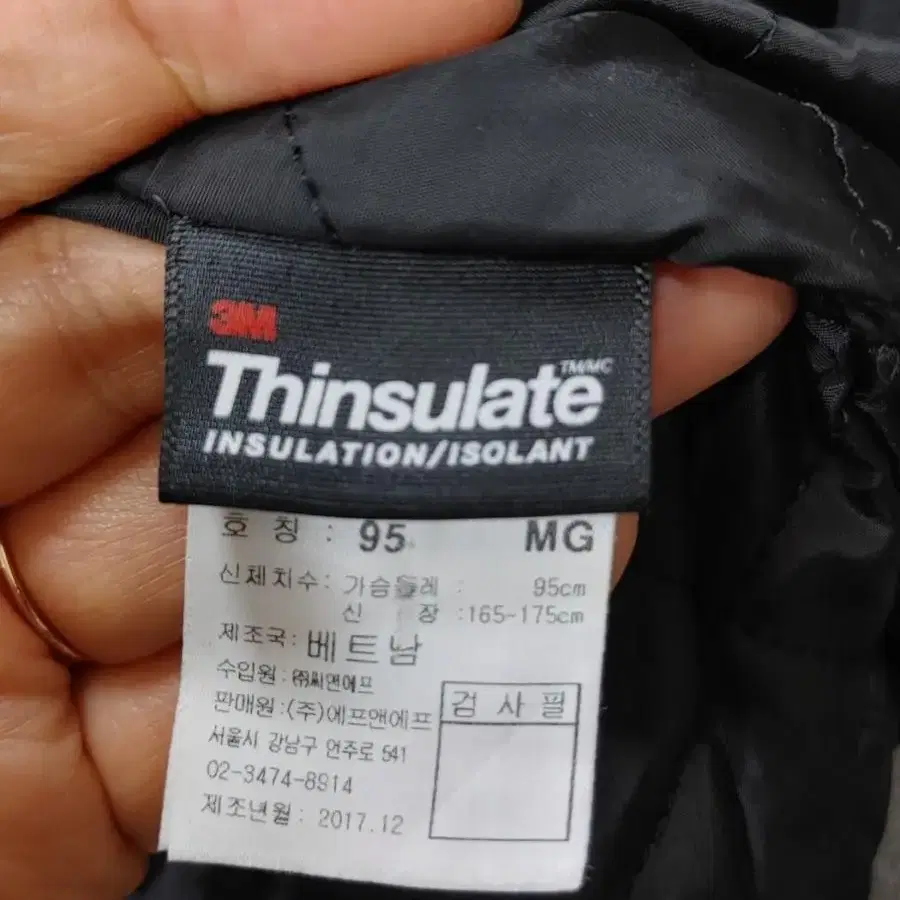 3M
Thinsulate TM/MC
INSULATION/ISOLANT
호 칭 : 95 MG
신체치수: 가슴둘레 : 95cm
신 장 :165~175cm
제조국: 베트남
수입원 :㈜씨앤에프
판매원 :(주)에프앤에프
서울시 강남구 언주로 541
02-3474-8914
제조년월 : 2017.12
검 사 필